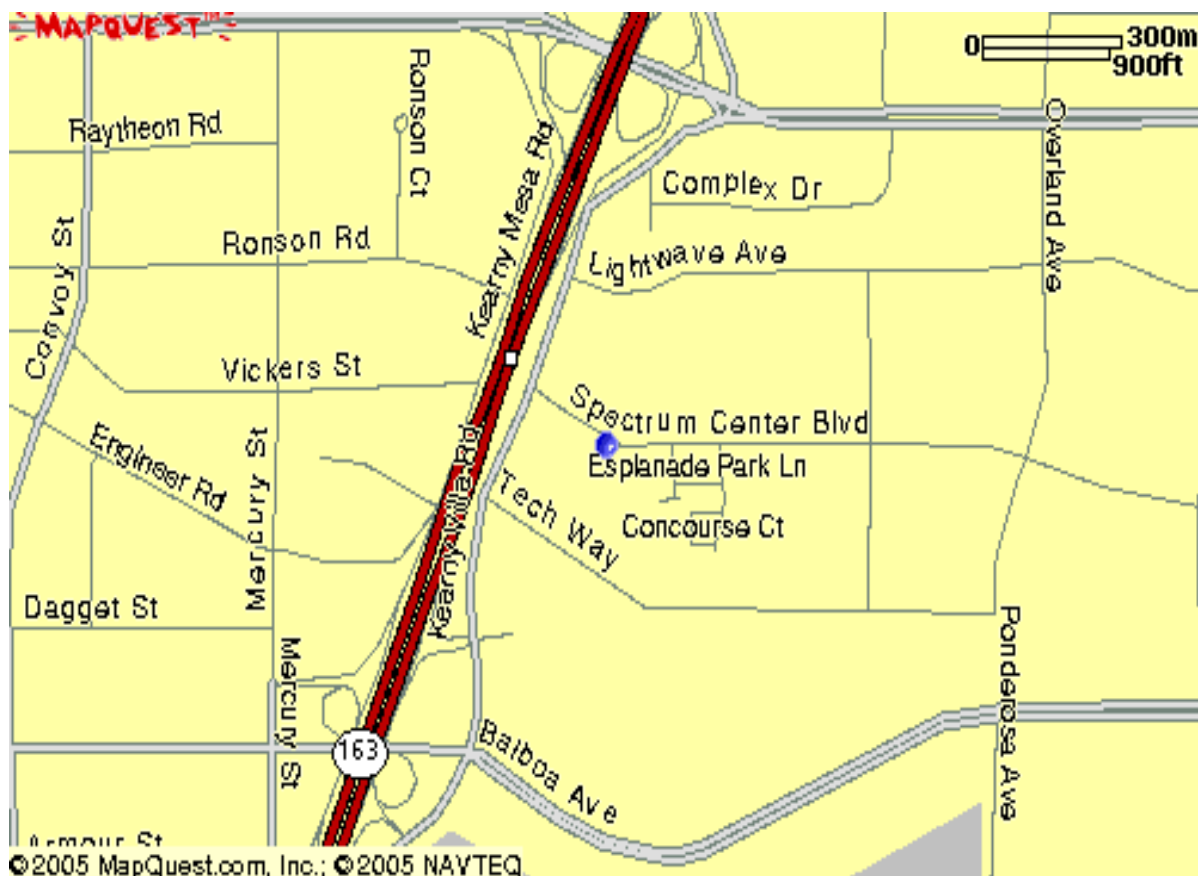 MAPQUEST™
0 300m
900ft
Raytheon Rd
Ronson Ct
Kearny Mesa Rd
Complex Dr
Overland Ave
Convoy St
Ronson Rd
Lightwave Ave
Vickers St
Spectrum Center Blvd
Engineer Rd
Mercury St
Kearny Villa Rd
Esplanade Park Ln
Tech Way
Concourse Ct
Dagget St
Mercury St
Ponderosa Ave
163
Balboa Ave
Armour St
©2005 MapQuest.com, Inc.; ©2005 NAVTEQ